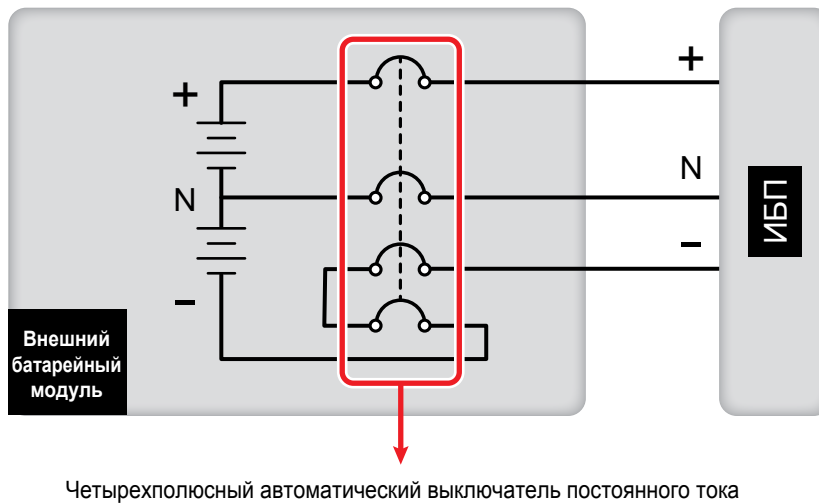 +
+
N
N
−
−
ИБП
Внешний
батарейный
модуль
Четырехполюсный автоматический выключатель постоянного тока